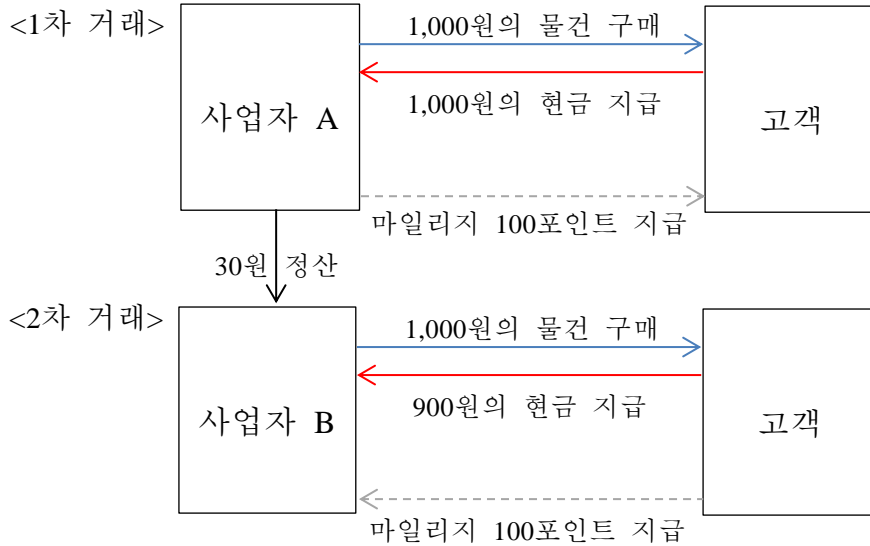 <1차 거래>
1,000원의 물건 구매
사업자 A
1,000원의 현금 지급
고객
마일리지 100포인트 지급
30원 정산
<2차 거래>
1,000원의 물건 구매
사업자 B
900원의 현금 지급
고객
마일리지 100포인트 지급